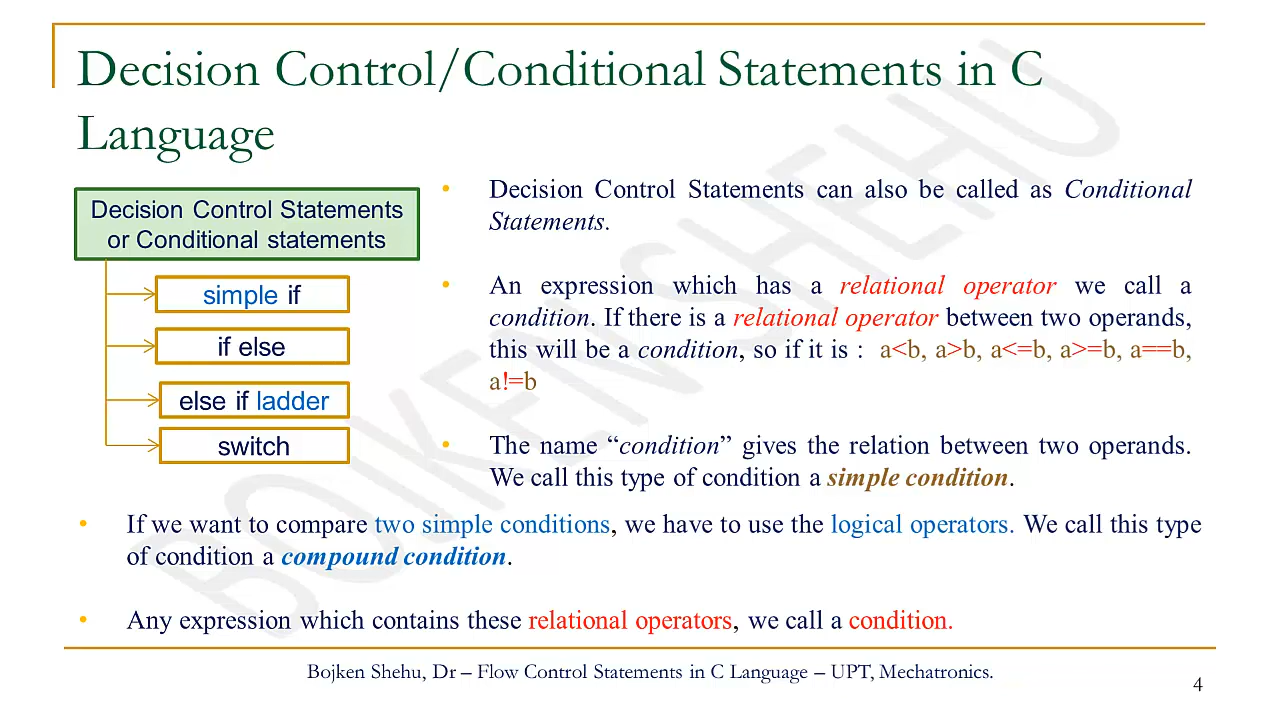 Decision Control/Conditional Statements in C
Language
Decision Control Statements
or Conditional statements
simple if
if else
else if ladder
switch
• Decision Control Statements can also be called as Conditional
Statements.
• An expression which has a relational operator we call a
condition. If there is a relational operator between two operands,
this will be a condition, so if it is : a<b, a>b, a<=b, a>=b, a==b,
a!=b
• The name “condition” gives the relation between two operands.
We call this type of condition a simple condition.
• If we want to compare two simple conditions, we have to use the logical operators. We call this type
of condition a compound condition.
• Any expression which contains these relational operators, we call a condition.
Bojken Shehu, Dr – Flow Control Statements in C Language – UPT, Mechatronics.
4
BOJKEN SHEHU